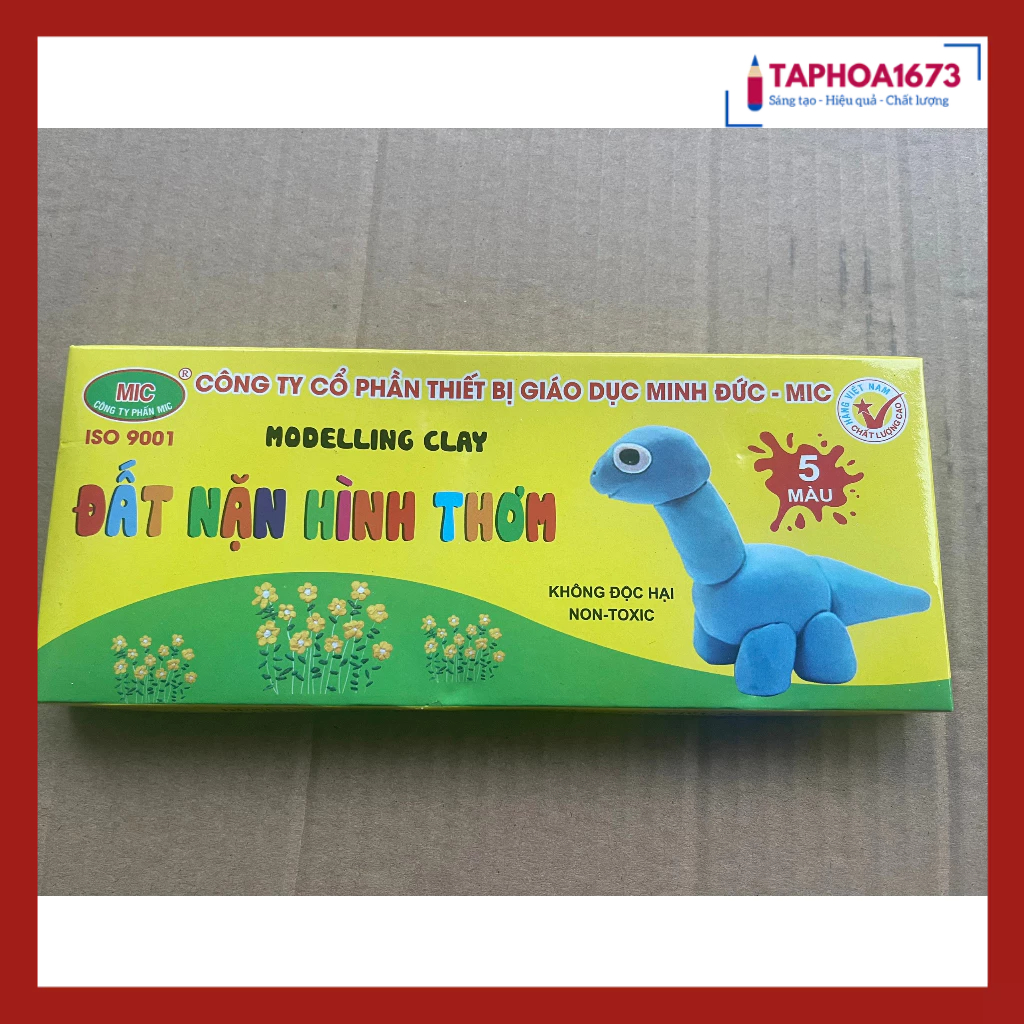 TAPHOA1673
Sáng tạo - Hiệu quả - Chất lượng
MIC
CÔNG TY PHẤN MIC
®
CÔNG TY CỔ PHẦN THIẾT BỊ GIÁO DỤC MINH ĐỨC - MIC
HÀNG VIỆT NAM
CHẤT LƯỢNG CAO
ISO 9001
MODELLING CLAY
5
MÀU
ĐẤT NẶN HÌNH THƠM
KHÔNG ĐỘC HẠI
NON-TOXIC